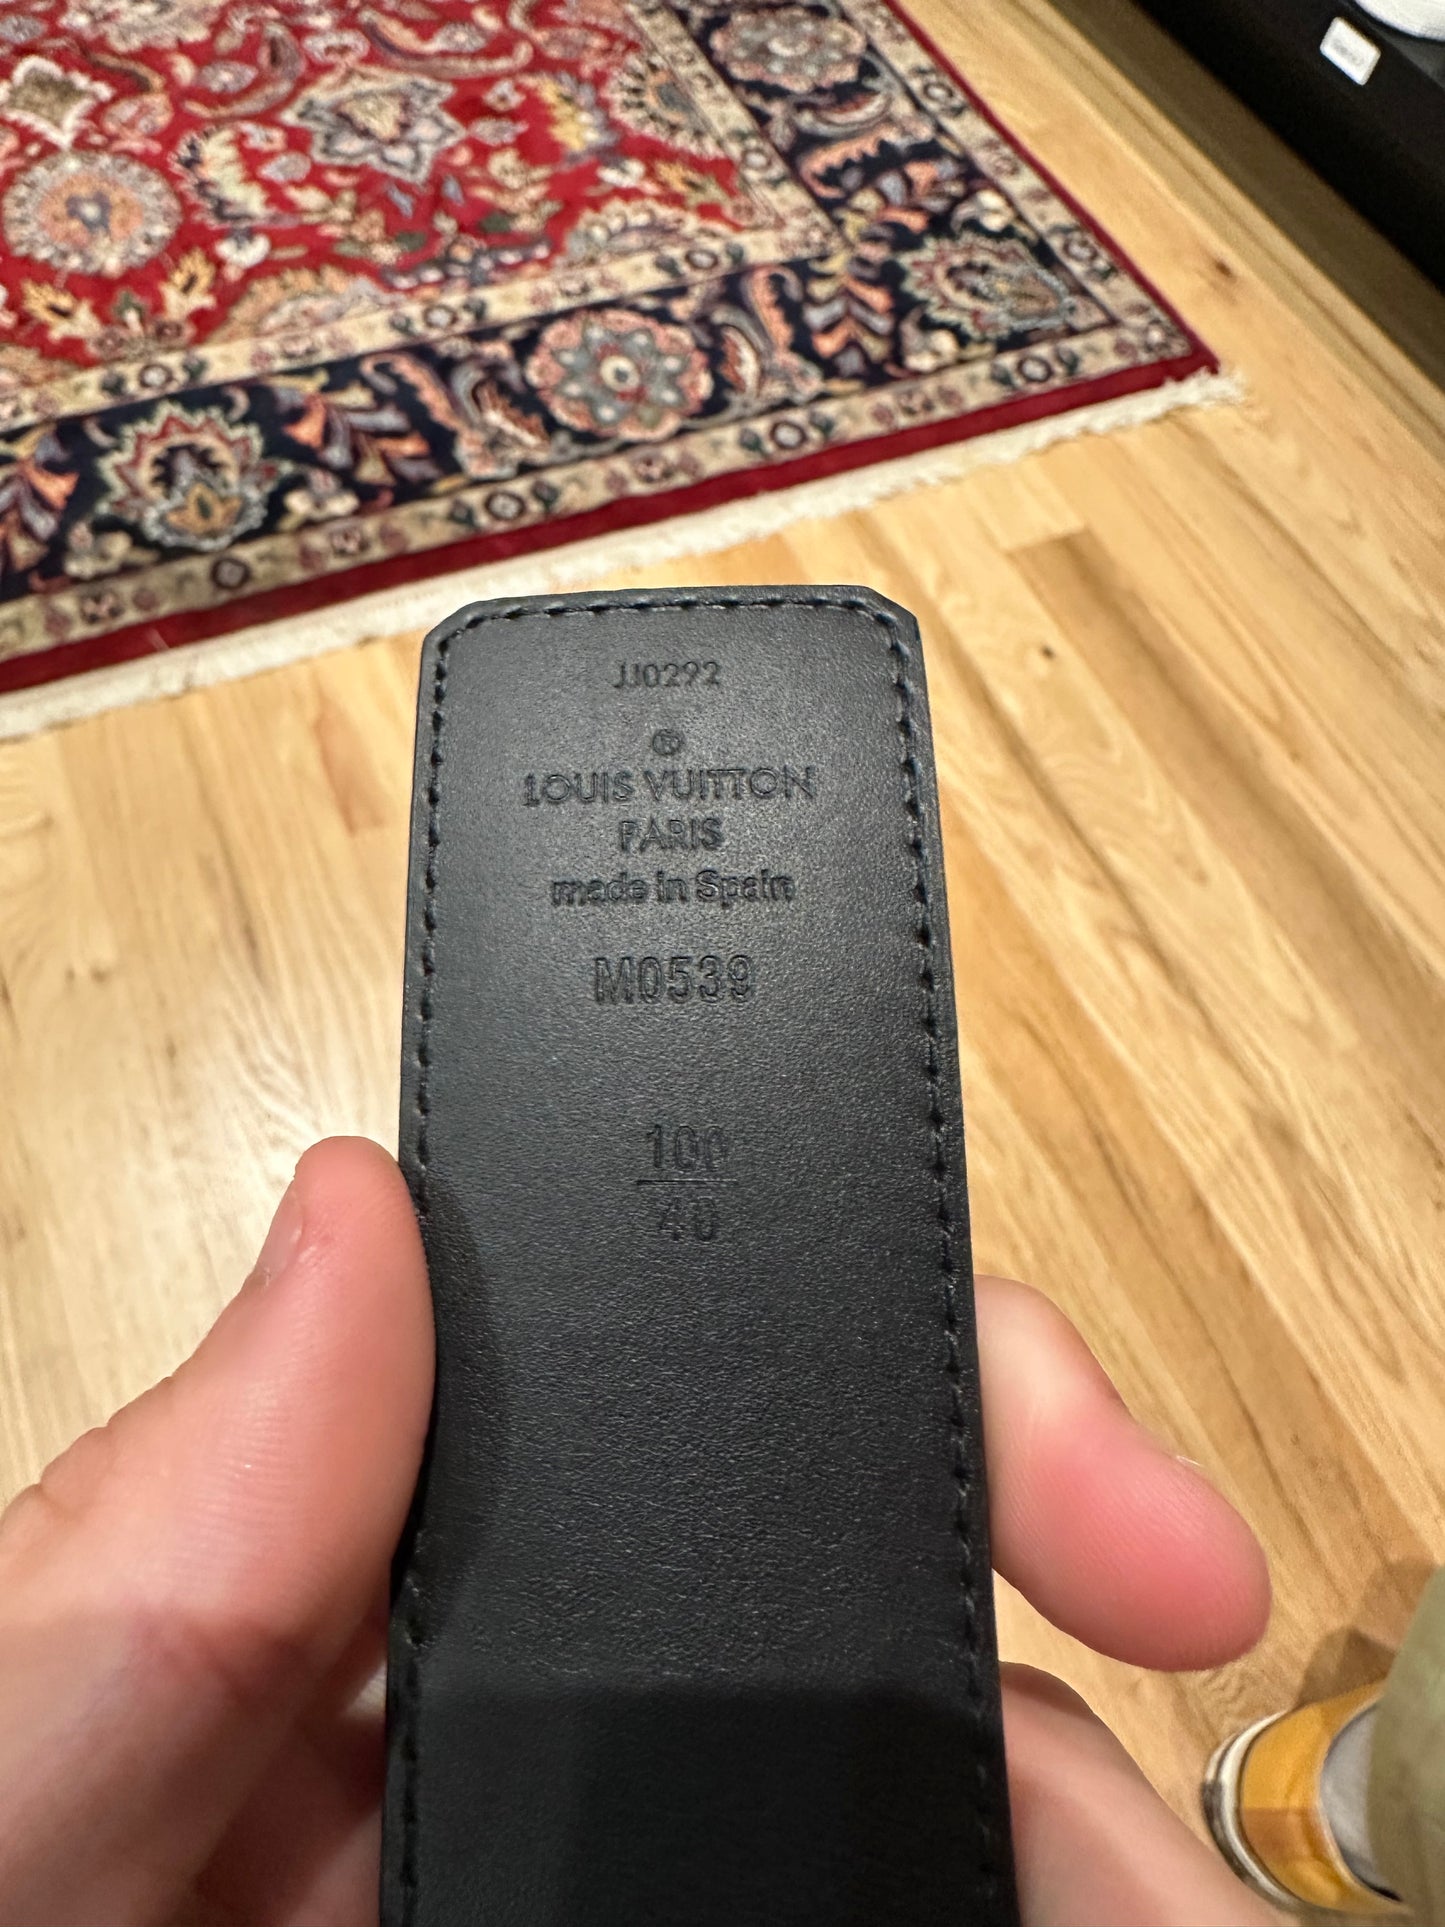 JJ0292
®
LOUIS VUITTON
PARIS
made in Spain
M0539
100
40